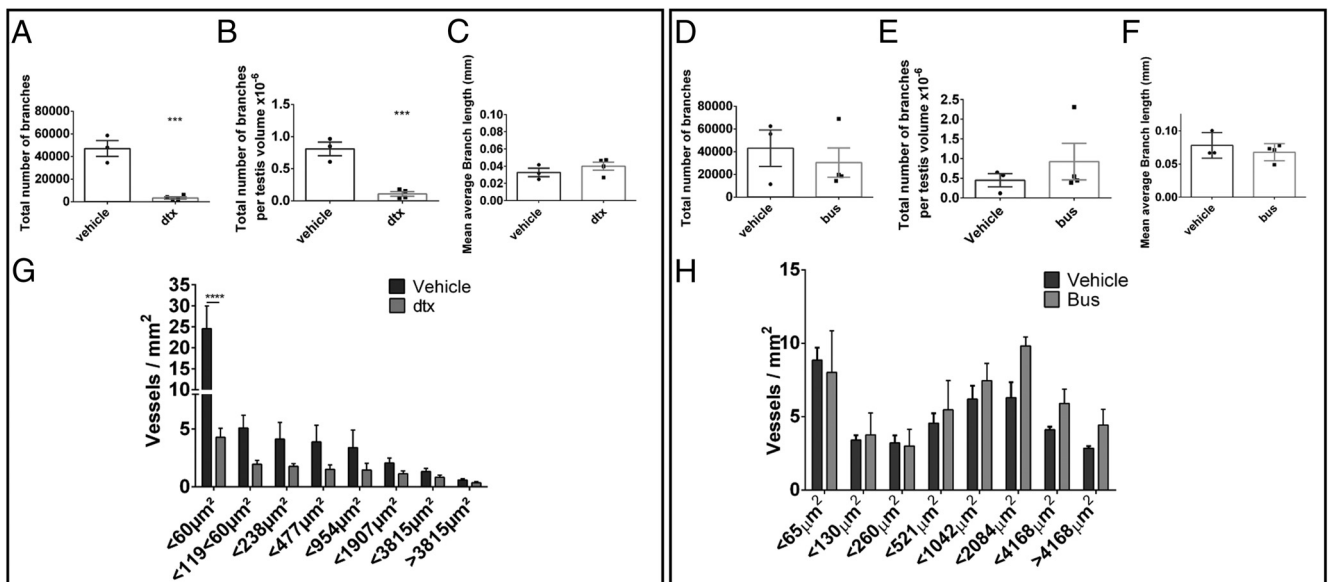 A
Total number of branches
80000
60000
40000
20000
0
***
vehicle
dtx
B
Total number of branches
per testis volume x10⁻⁶
1.5
1.0
0.5
0.0
***
vehicle
dtx
C
Mean average Branch length (mm)
0.10
0.08
0.06
0.04
0.02
0.00
vehicle
dtx
D
Total number of branches
80000
60000
40000
20000
0
vehicle
bus
E
Total number of branches
per testis volume x10⁻⁶
2.5
2.0
1.5
1.0
0.5
0.0
Vehicle
bus
F
Mean average Branch length (mm)
0.10
0.05
0.00
vehicle
bus
G
Vessels / mm²
35
30
25
20
15
10
5
0
****
Vehicle
dtx
<60µm²
<119<60µm²
<238µm²
<477µm²
<954µm²
<1907µm²
<3815µm²
>3815µm²
H
Vessels / mm²
15
10
5
0
Vehicle
Bus
<65µm²
<130µm²
<260µm²
<521µm²
<1042µm²
<2084µm²
<4168µm²
>4168µm²